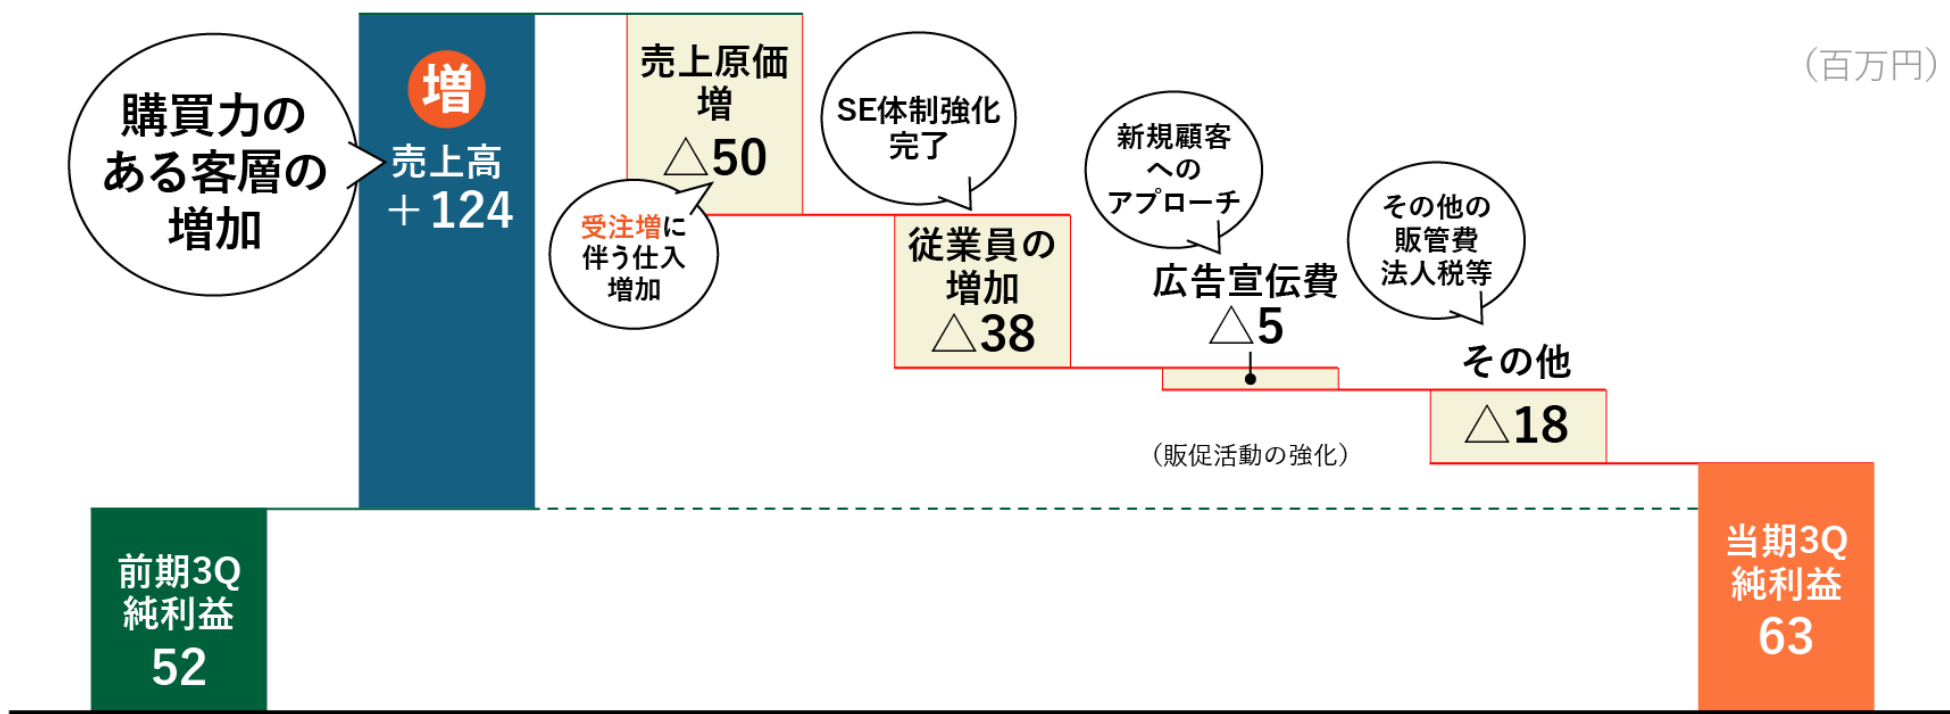 （百万円）
購買力の
ある客層の
増加
増
売上高
＋124
売上原価
増
△50
受注増に
伴う仕入
増加
SE体制強化
完了
従業員の
増加
△38
新規顧客
への
アプローチ
広告宣伝費
△5
（販促活動の強化）
その他の
販管費
法人税等
その他
△18
前期3Q
純利益
52
当期3Q
純利益
63